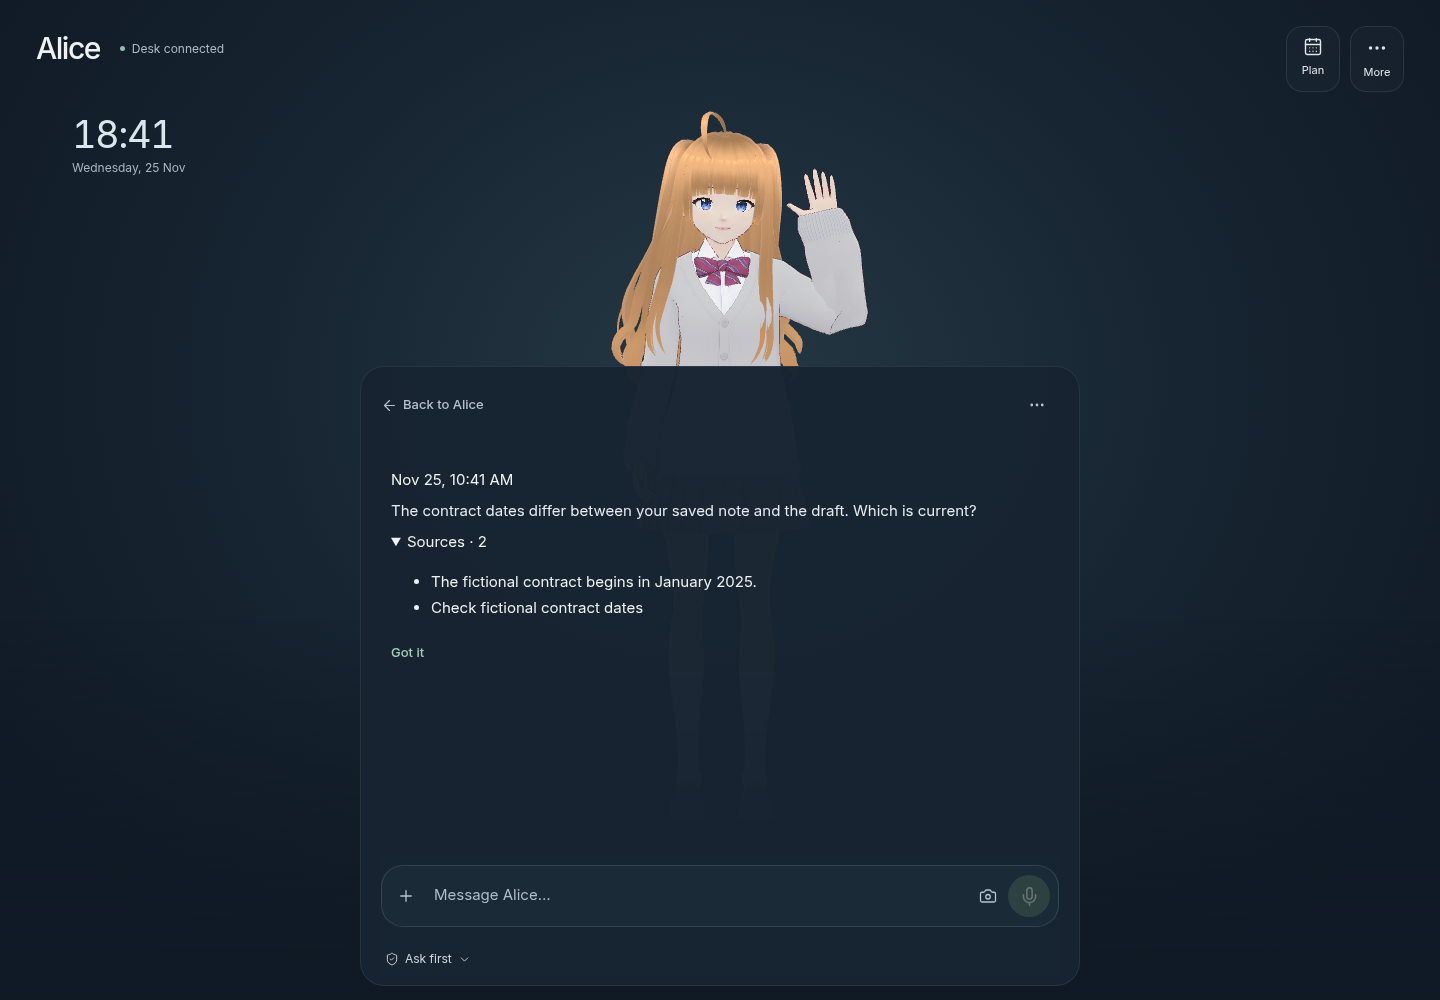 Alice
Desk connected
Plan
More
18:41
Wednesday, 25 Nov
Back to Alice
Nov 25, 10:41 AM
The contract dates differ between your saved note and the draft. Which is current?
Sources · 2
The fictional contract begins in January 2025.
Check fictional contract dates
Got it
Message Alice...
Ask first